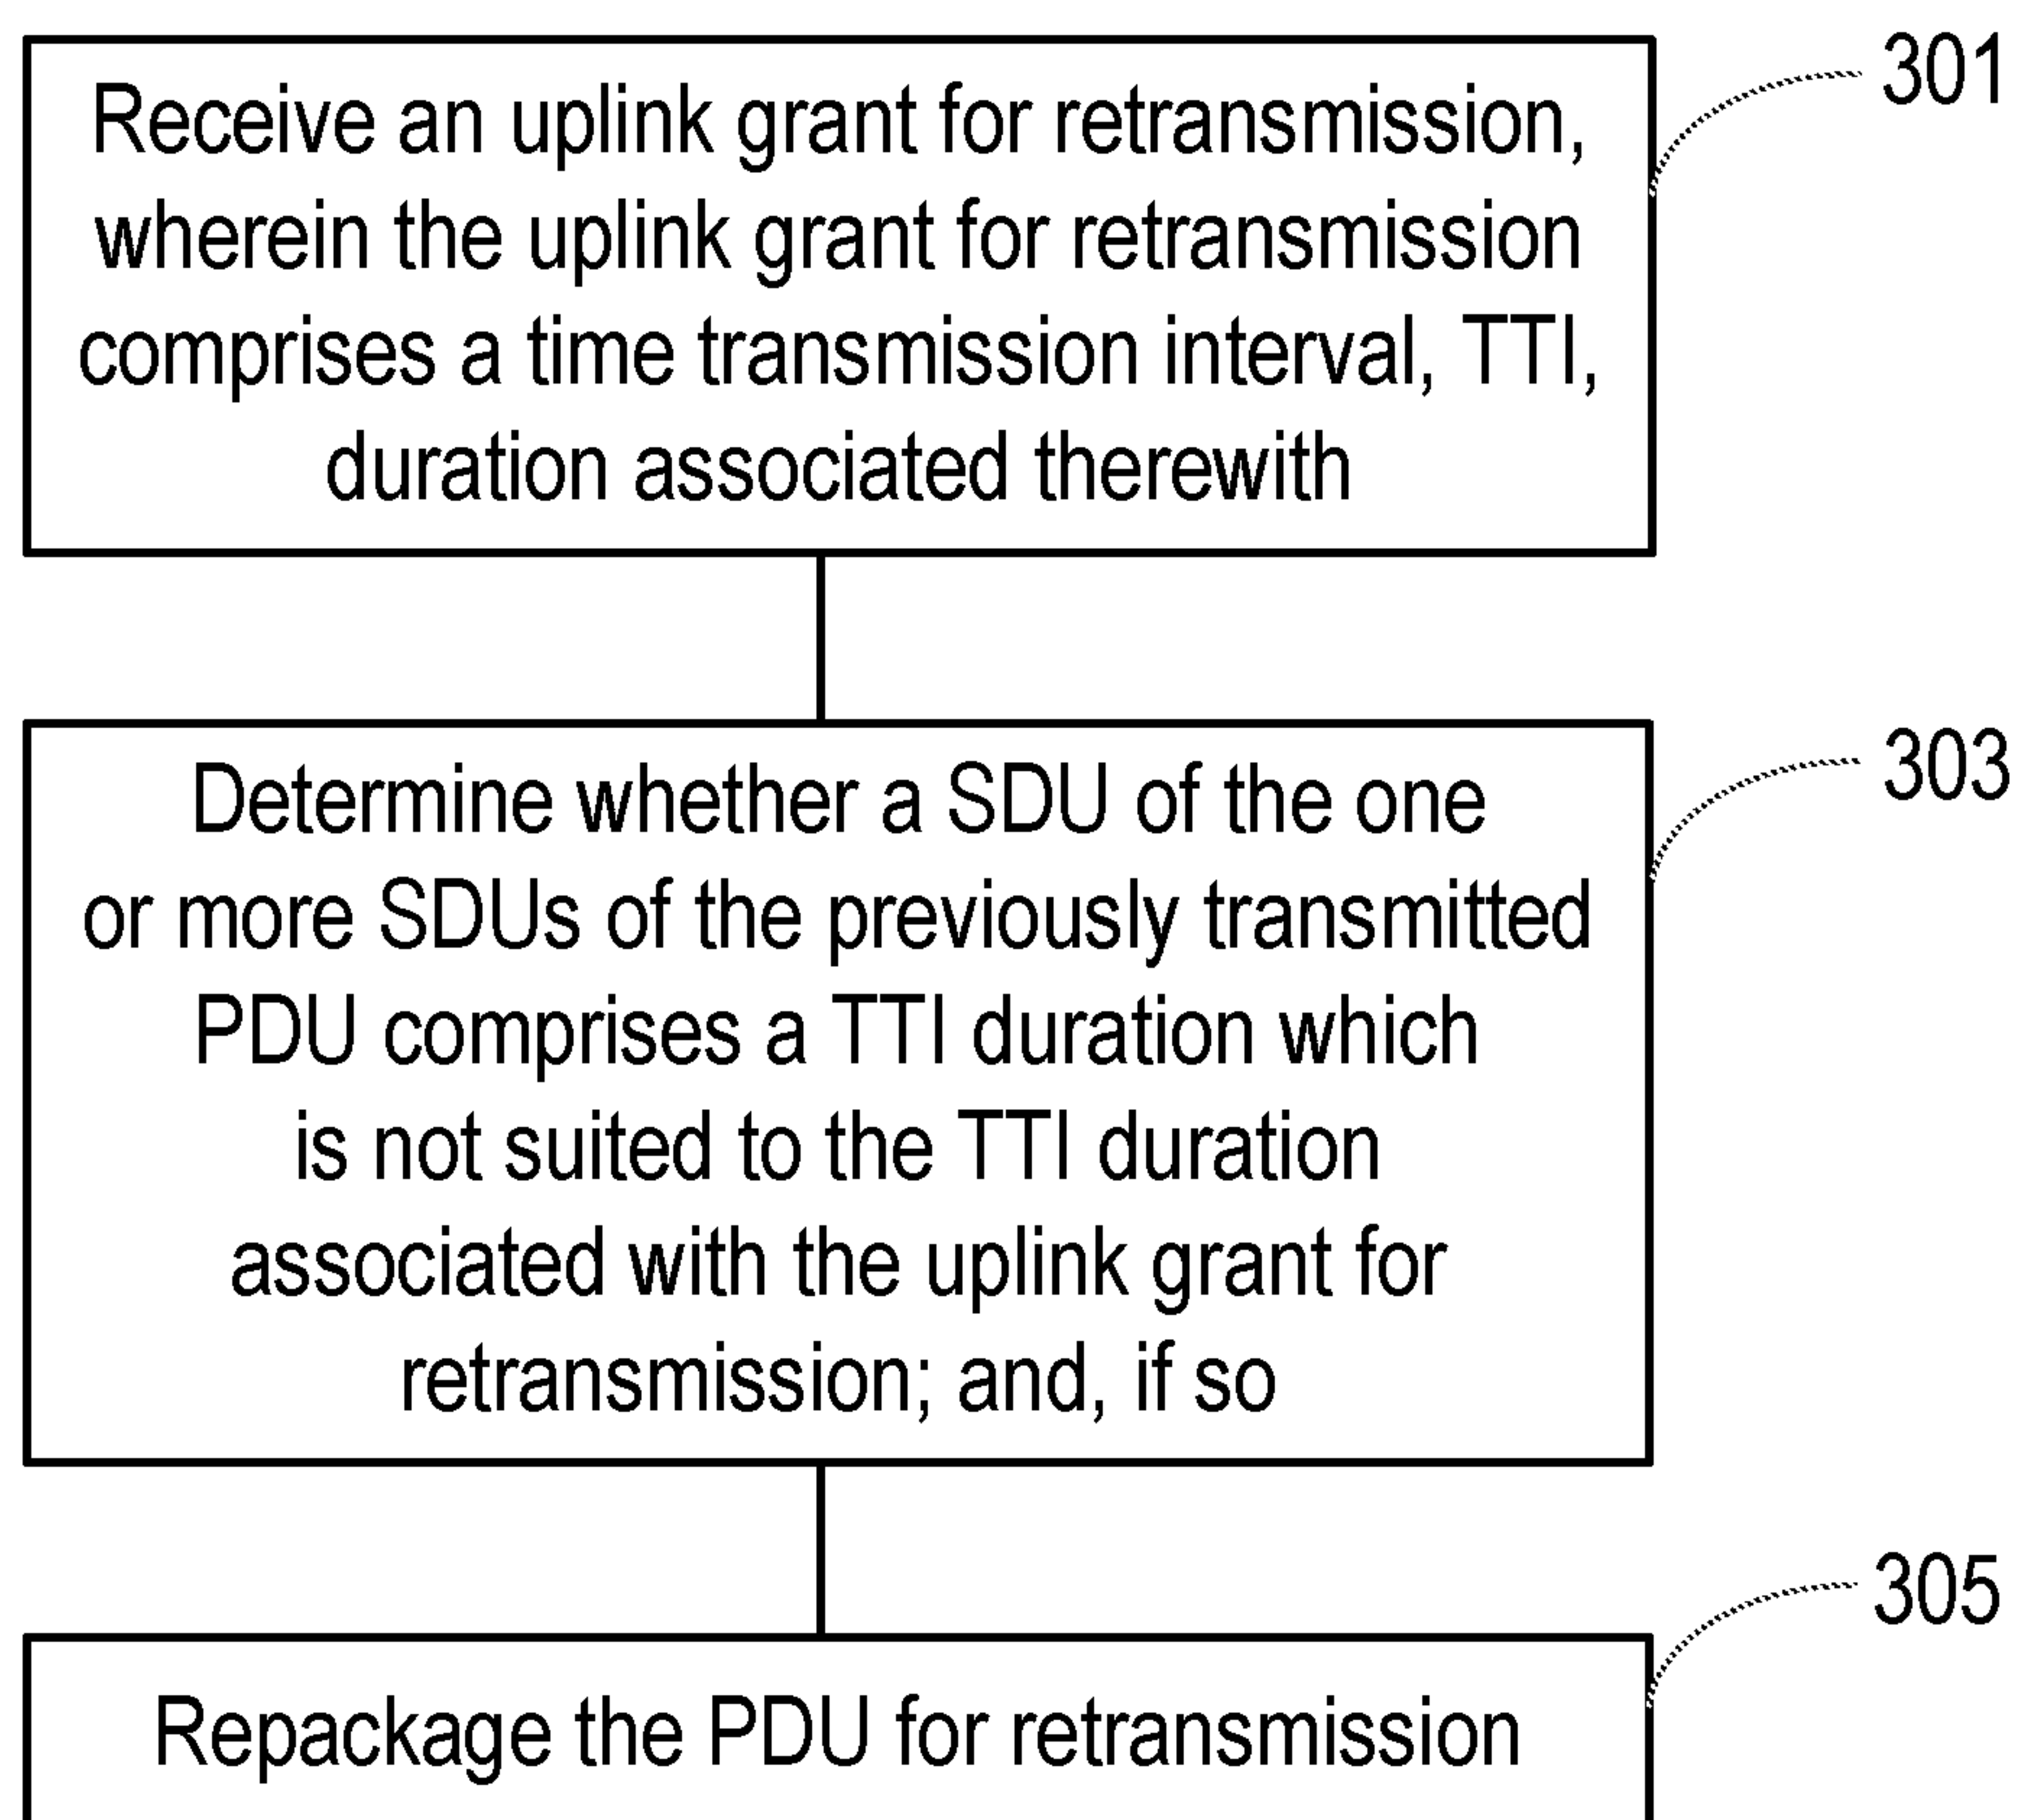 Receive an uplink grant for retransmission,
wherein the uplink grant for retransmission
comprises a time transmission interval, TTI,
duration associated therewith
301
Determine whether a SDU of the one
or more SDUs of the previously transmitted
PDU comprises a TTI duration which
is not suited to the TTI duration
associated with the uplink grant for
retransmission; and, if so
303
Repackage the PDU for retransmission
305